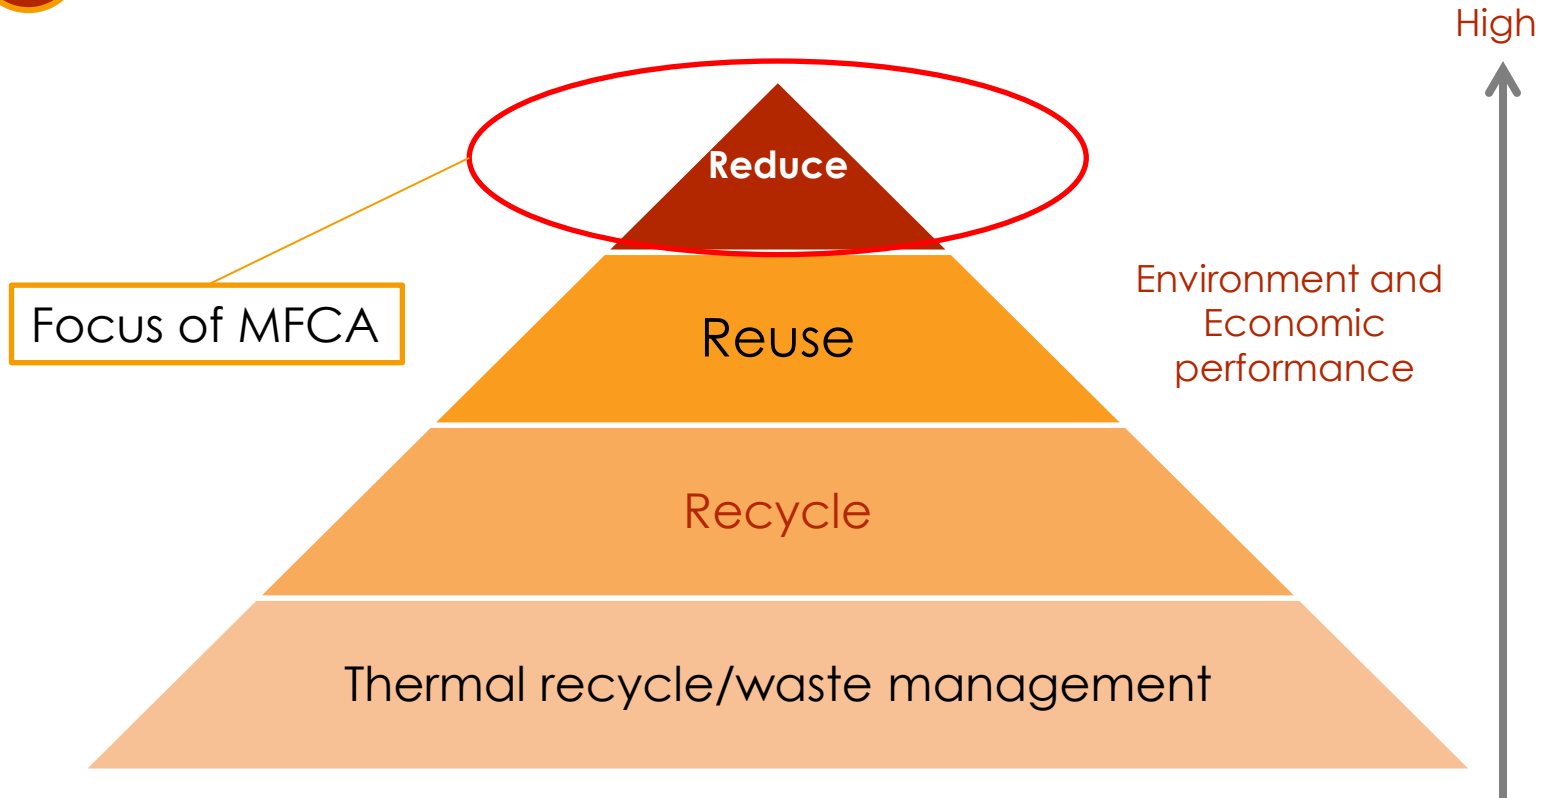 High
Reduce
Environment and
Economic
performance
Focus of MFCA
Reuse
Recycle
Thermal recycle/waste management